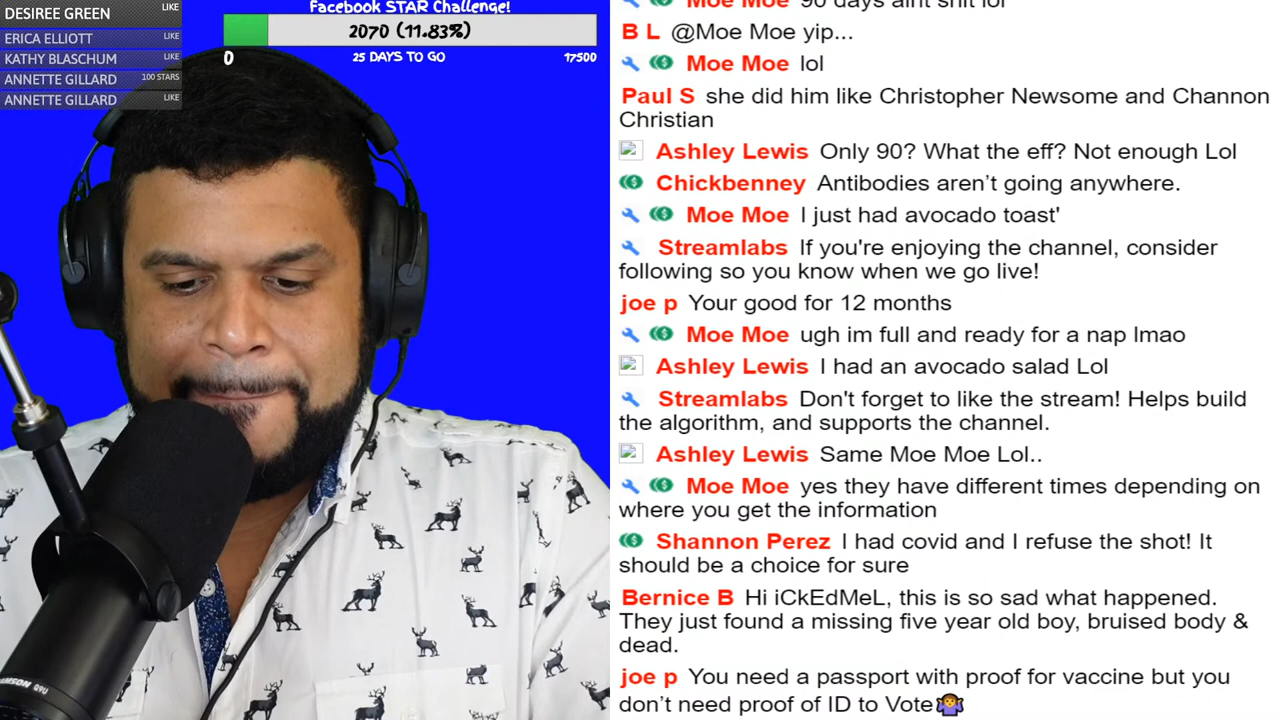 DESIREE GREEN LIKE
ERICA ELLIOTT LIKE
KATHY BLASCHUM LIKE
ANNETTE GILLARD 100 STARS
ANNETTE GILLARD LIKE
Facebook STAR Challenge!
2070 (11.83%)
0 25 DAYS TO GO 17500
SAMSON Q9U
Moe Moe 90 days aint shit lol
B L @Moe Moe yip...
Moe Moe lol
Paul S she did him like Christopher Newsome and Channon
Christian
Ashley Lewis Only 90? What the eff? Not enough Lol
Chickbenney Antibodies aren’t going anywhere.
Moe Moe I just had avocado toast'
Streamlabs If you're enjoying the channel, consider
following so you know when we go live!
joe p Your good for 12 months
Moe Moe ugh im full and ready for a nap lmao
Ashley Lewis I had an avocado salad Lol
Streamlabs Don't forget to like the stream! Helps build
the algorithm, and supports the channel.
Ashley Lewis Same Moe Moe Lol..
Moe Moe yes they have different times depending on
where you get the information
Shannon Perez I had covid and I refuse the shot! It
should be a choice for sure
Bernice B Hi iCkEdMeL, this is so sad what happened.
They just found a missing five year old boy, bruised body &
dead.
joe p You need a passport with proof for vaccine but you
don’t need proof of ID to Vote🤷🏽‍♀️